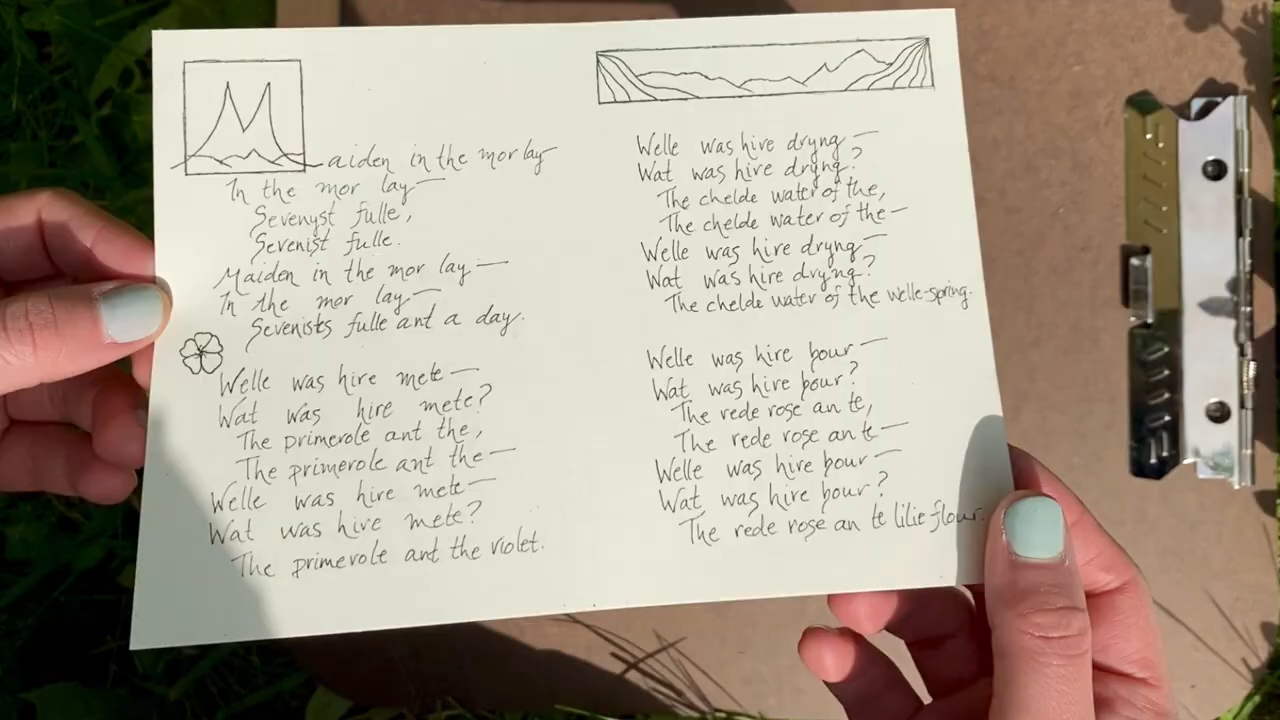 Maiden in the mor lay
In the mor lay—
Sevenyst fulle,
Sevenist fulle.
Maiden in the mor lay—
In the mor lay—
Sevenists fulle ant a day.
Welle was hire mete—
Wat was hire mete?
The primerole ant the,
The primerole ant the—
Welle was hire mete—
Wat was hire mete?
The primerole ant the violet.
Welle was hire dryng—
Wat was hire dryng?
The chelde water of the,
The chelde water of the—
Welle was hire dryng—
Wat was hire dryng?
The chelde water of the welle-spring.
Welle was hire bour—
Wat was hire bour?
The rede rose an te,
The rede rose an te—
Welle was hire bour—
Wat was hire bour?
The rede rose an te lilie flour.